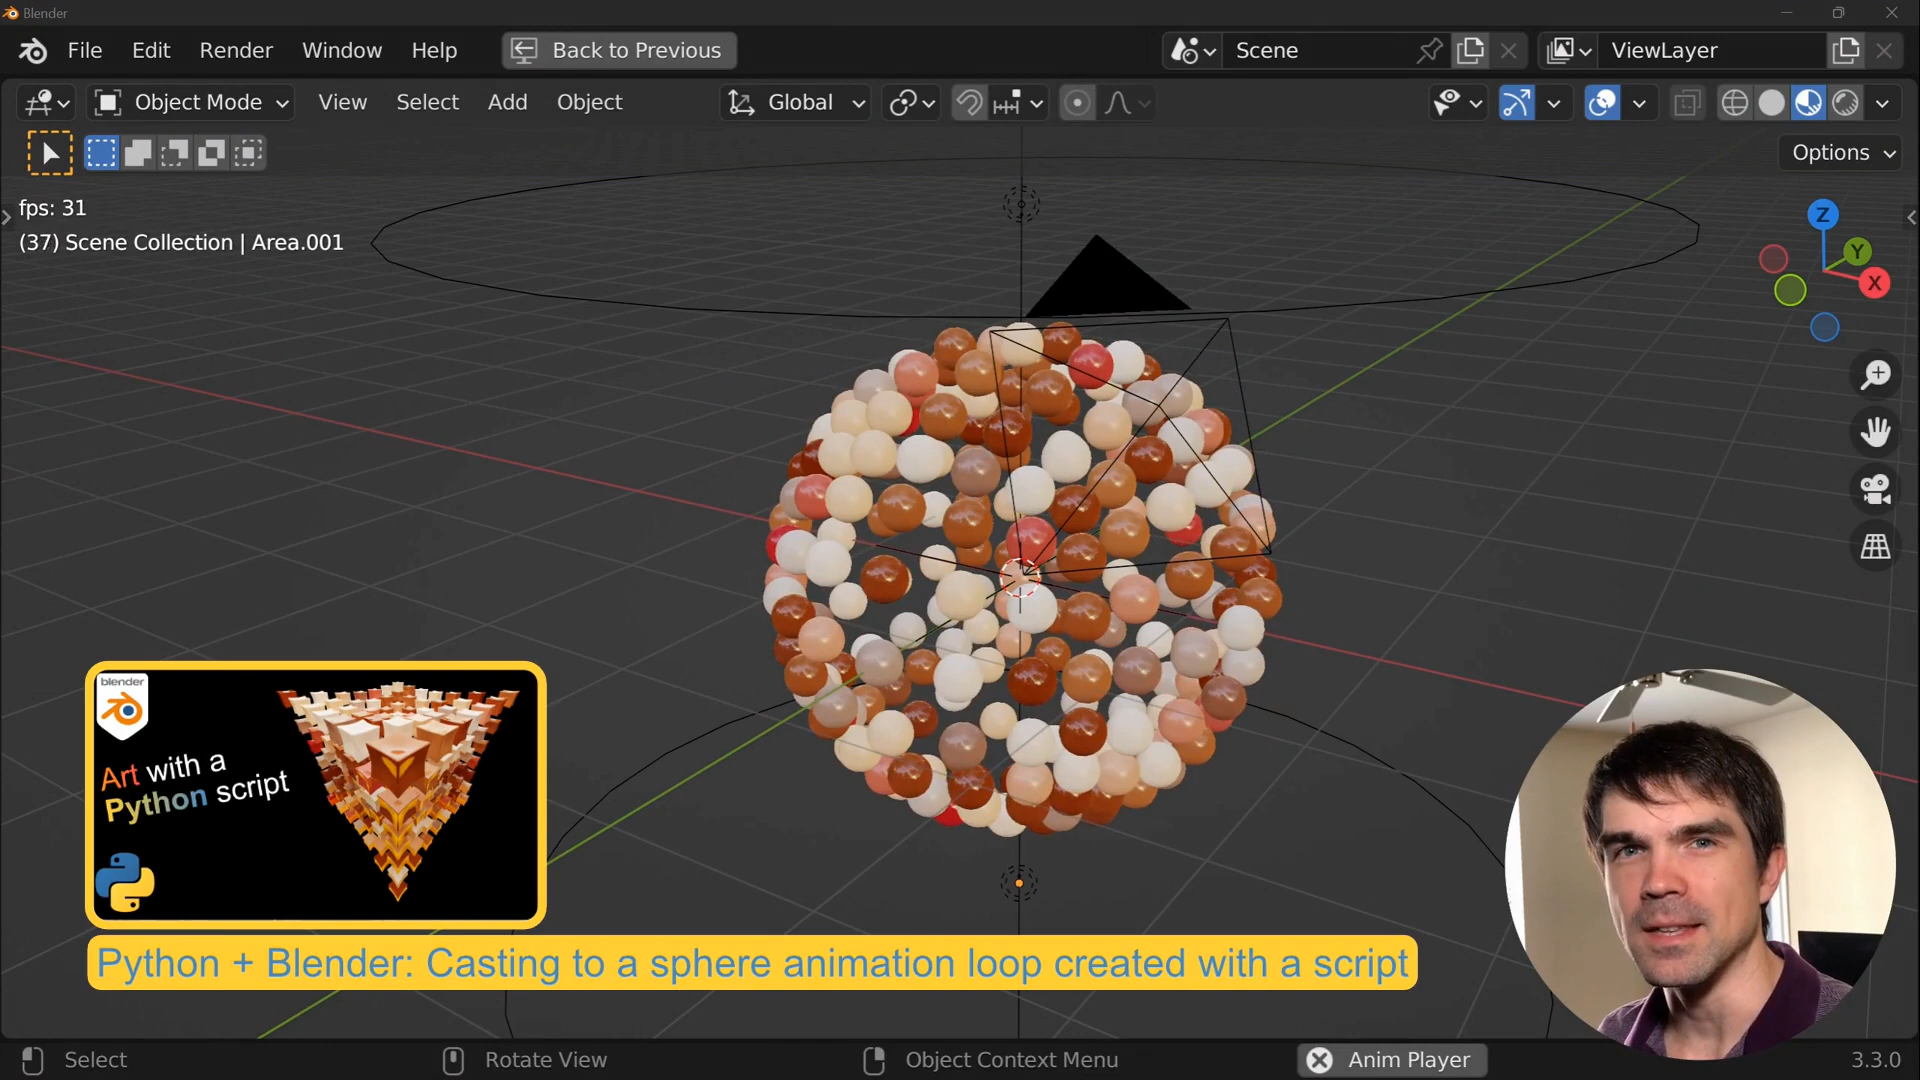 Blender
File Edit Render Window Help Back to Previous Scene ViewLayer
Object Mode View Select Add Object Global
Options
fps: 31
(37) Scene Collection | Area.001
Z
Y
X
blender
Art with a
Python script
Python + Blender: Casting to a sphere animation loop created with a script
Select Rotate View Object Context Menu Anim Player 3.3.0